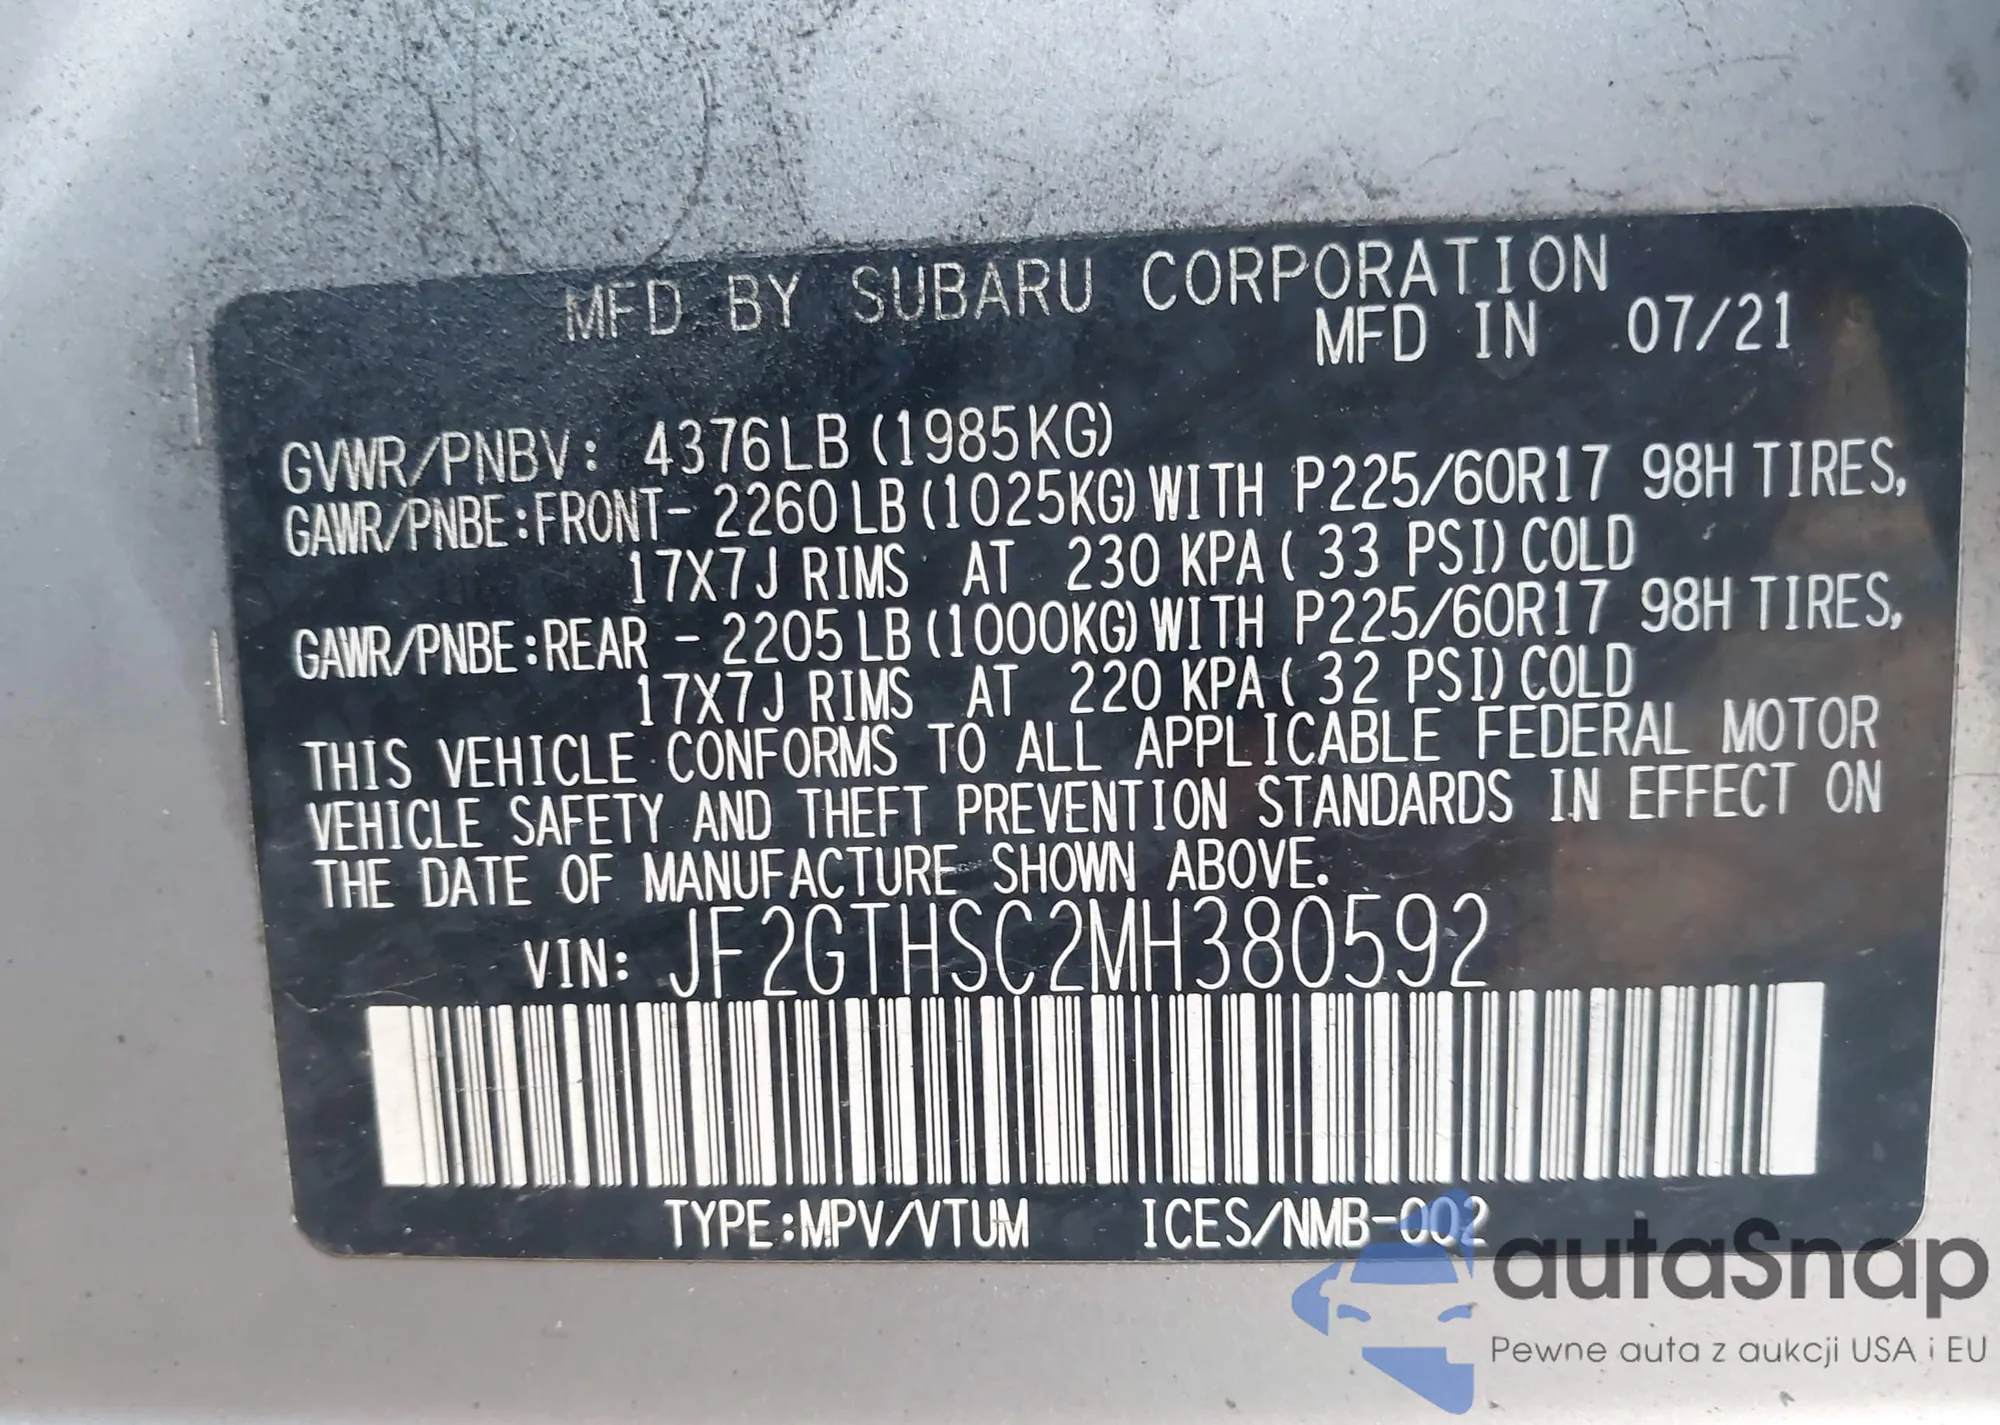 MFD BY SUBARU CORPORATION
MFD IN 07/21
GVWR/PNBV: 4376LB (1985KG)
GAWR/PNBE:FRONT- 2260LB (1025KG) WITH P225/60R17 98H TIRES,
17X7J RIMS AT 230 KPA ( 33 PSI) COLD
GAWR/PNBE:REAR - 2205LB (1000KG) WITH P225/60R17 98H TIRES,
17X7J RIMS AT 220 KPA ( 32 PSI) COLD
THIS VEHICLE CONFORMS TO ALL APPLICABLE FEDERAL MOTOR
VEHICLE SAFETY AND THEFT PREVENTION STANDARDS IN EFFECT ON
THE DATE OF MANUFACTURE SHOWN ABOVE.
VIN: JF2GTHSC2MH380592
TYPE:MPV/VTUM ICES/NMB-002
autaSnap
Pewne auta z aukcji USA i EU